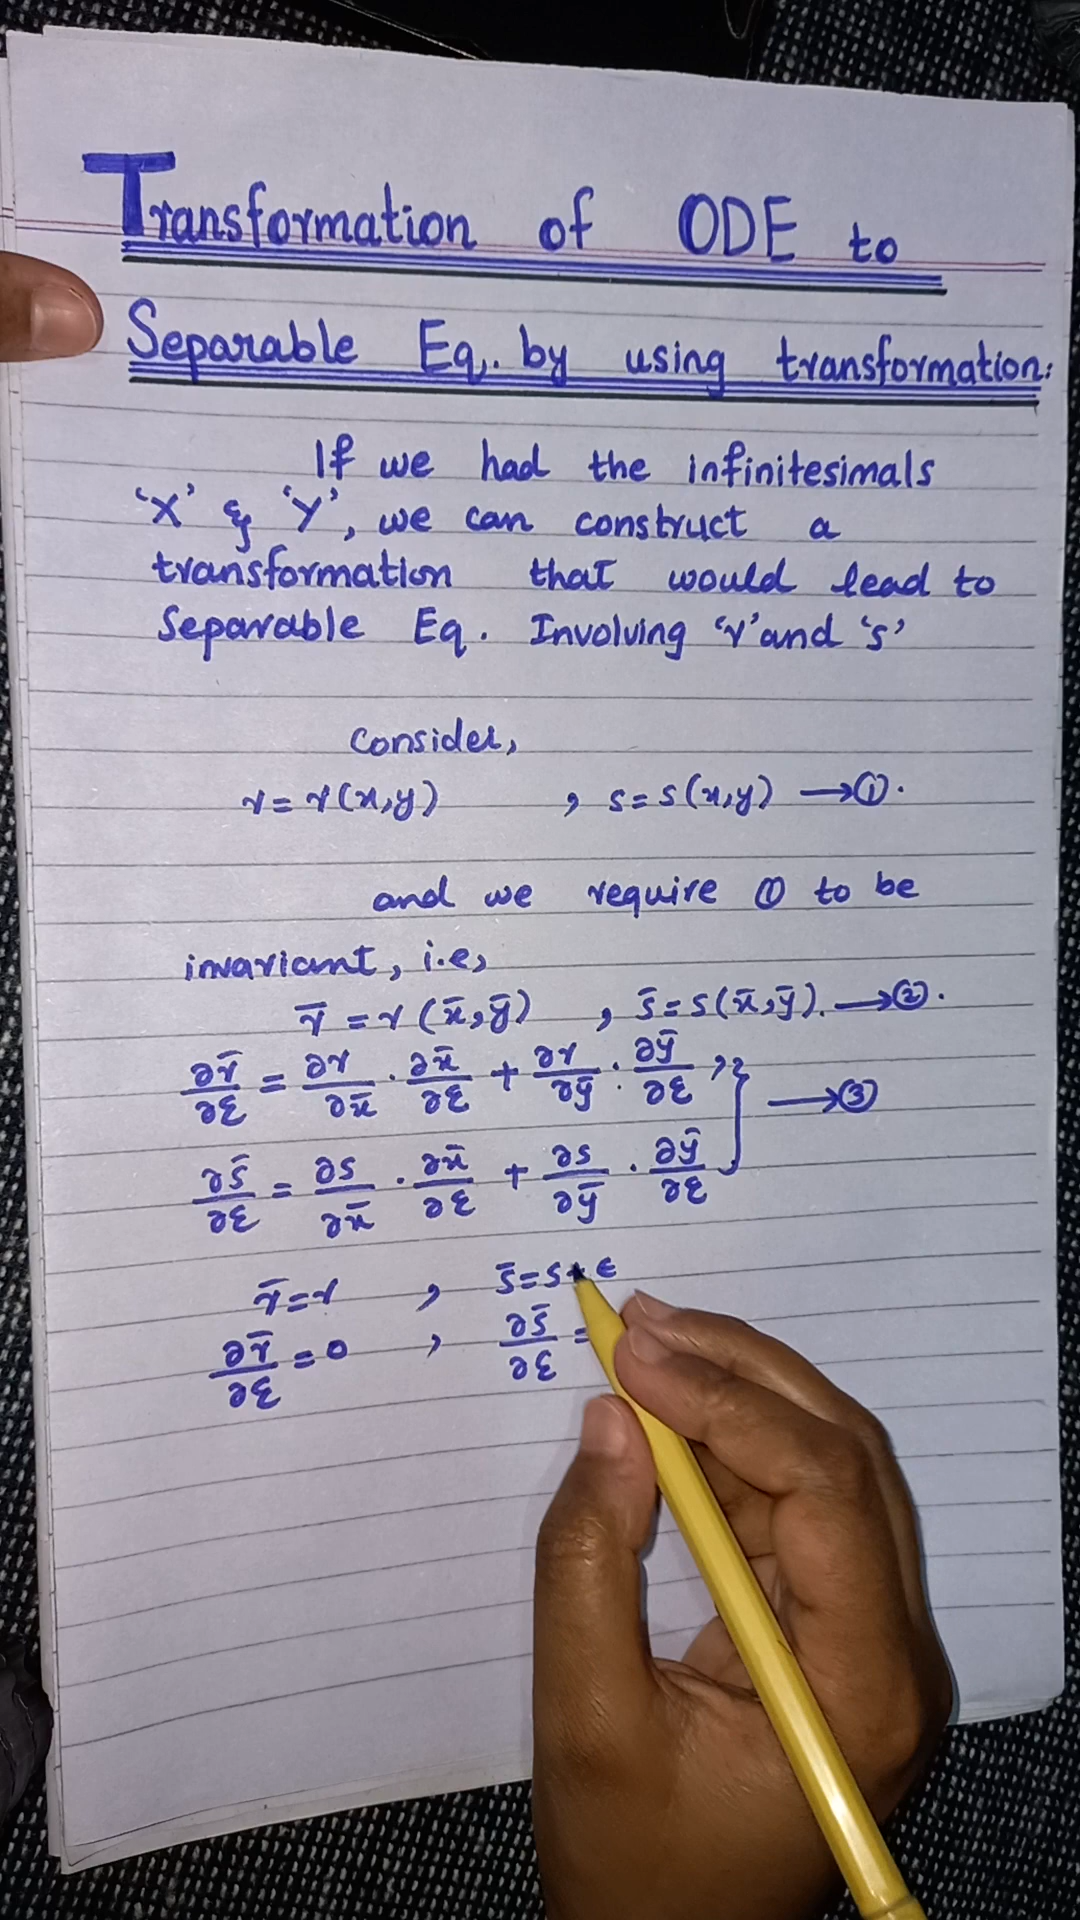 Transformation of ODE to
Separable Eq. by using transformation:
If we had the infinitesimals
'X' & 'Y', we can construct a
transformation that would lead to
Separable Eq. Involving 'r' and 's'
Consider,
r = r(x,y) , s = s(x,y) → ①.
and we require ① to be
invariant, i.e,
r̄ = r(x̄,ȳ) , s̄ = s(x̄,ȳ). → ②.
∂r̄/∂ε = ∂r/∂x̄ · ∂x̄/∂ε + ∂r/∂ȳ · ∂ȳ/∂ε , } → ③
∂s̄/∂ε = ∂s/∂x̄ · ∂x̄/∂ε + ∂s/∂ȳ · ∂ȳ/∂ε
r̄ = r , s̄ = s + ε
∂r̄/∂ε = 0 , ∂s̄/∂ε =